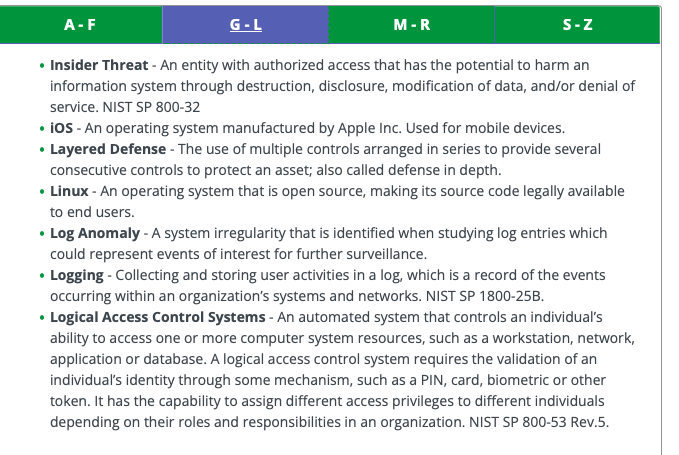 A - F G - L M - R S - Z
• Insider Threat - An entity with authorized access that has the potential to harm an
information system through destruction, disclosure, modification of data, and/or denial of
service. NIST SP 800-32
• iOS - An operating system manufactured by Apple Inc. Used for mobile devices.
• Layered Defense - The use of multiple controls arranged in series to provide several
consecutive controls to protect an asset; also called defense in depth.
• Linux - An operating system that is open source, making its source code legally available
to end users.
• Log Anomaly - A system irregularity that is identified when studying log entries which
could represent events of interest for further surveillance.
• Logging - Collecting and storing user activities in a log, which is a record of the events
occurring within an organization’s systems and networks. NIST SP 1800-25B.
• Logical Access Control Systems - An automated system that controls an individual’s
ability to access one or more computer system resources, such as a workstation, network,
application or database. A logical access control system requires the validation of an
individual’s identity through some mechanism, such as a PIN, card, biometric or other
token. It has the capability to assign different access privileges to different individuals
depending on their roles and responsibilities in an organization. NIST SP 800-53 Rev.5.